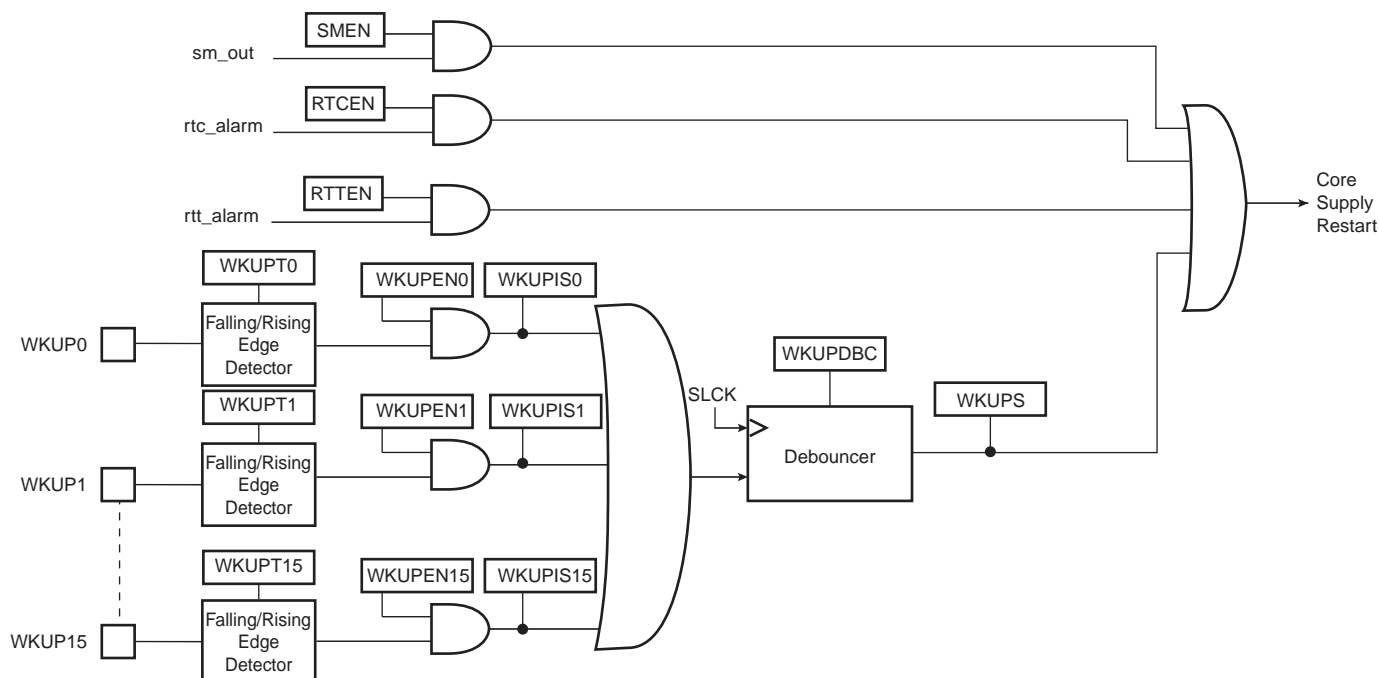 SMEN
sm_out
RTCEN
rtc_alarm
RTTEN
rtt_alarm
Core
Supply
Restart
WKUPT0
WKUPEN0
WKUPIS0
Falling/Rising
Edge
Detector
WKUP0
WKUPDBC
WKUPT1
WKUPEN1
WKUPIS1
SLCK
WKUPS
Falling/Rising
Edge
Detector
Debouncer
WKUP1
WKUPT15
WKUPEN15
WKUPIS15
Falling/Rising
Edge
Detector
WKUP15